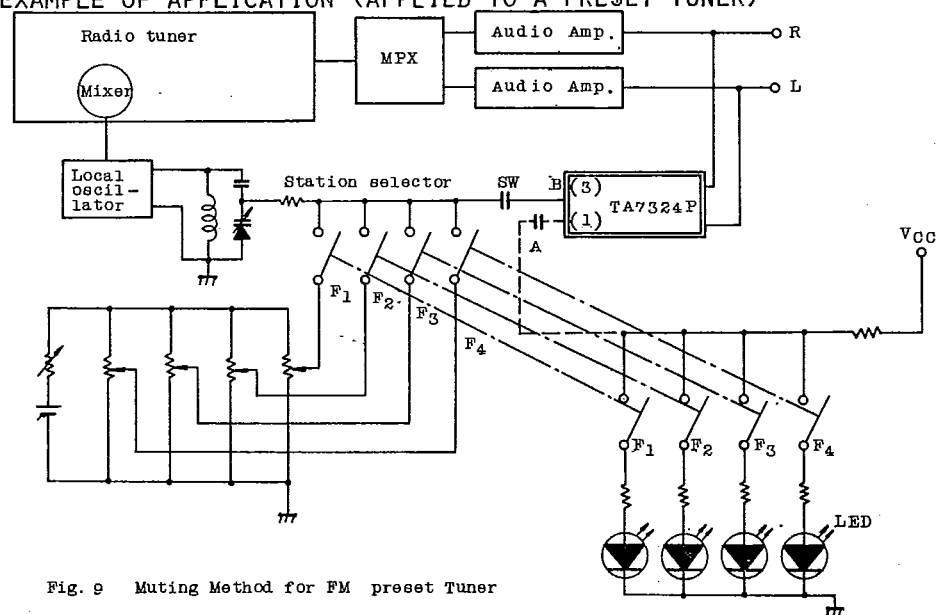 EXAMPLE OF APPLICATION (APPLIED TO A PRESET TUNER)
Radio tuner
Mixer
MPX
Audio Amp.
R
Audio Amp.
L
Local
oscil-
lator
Station selector
SW
B
(3)
(1)
TA7324P
A
VCC
F1
F2
F3
F4
F1
F2
F3
F4
LED
Fig. 9 Muting Method for FM preset Tuner